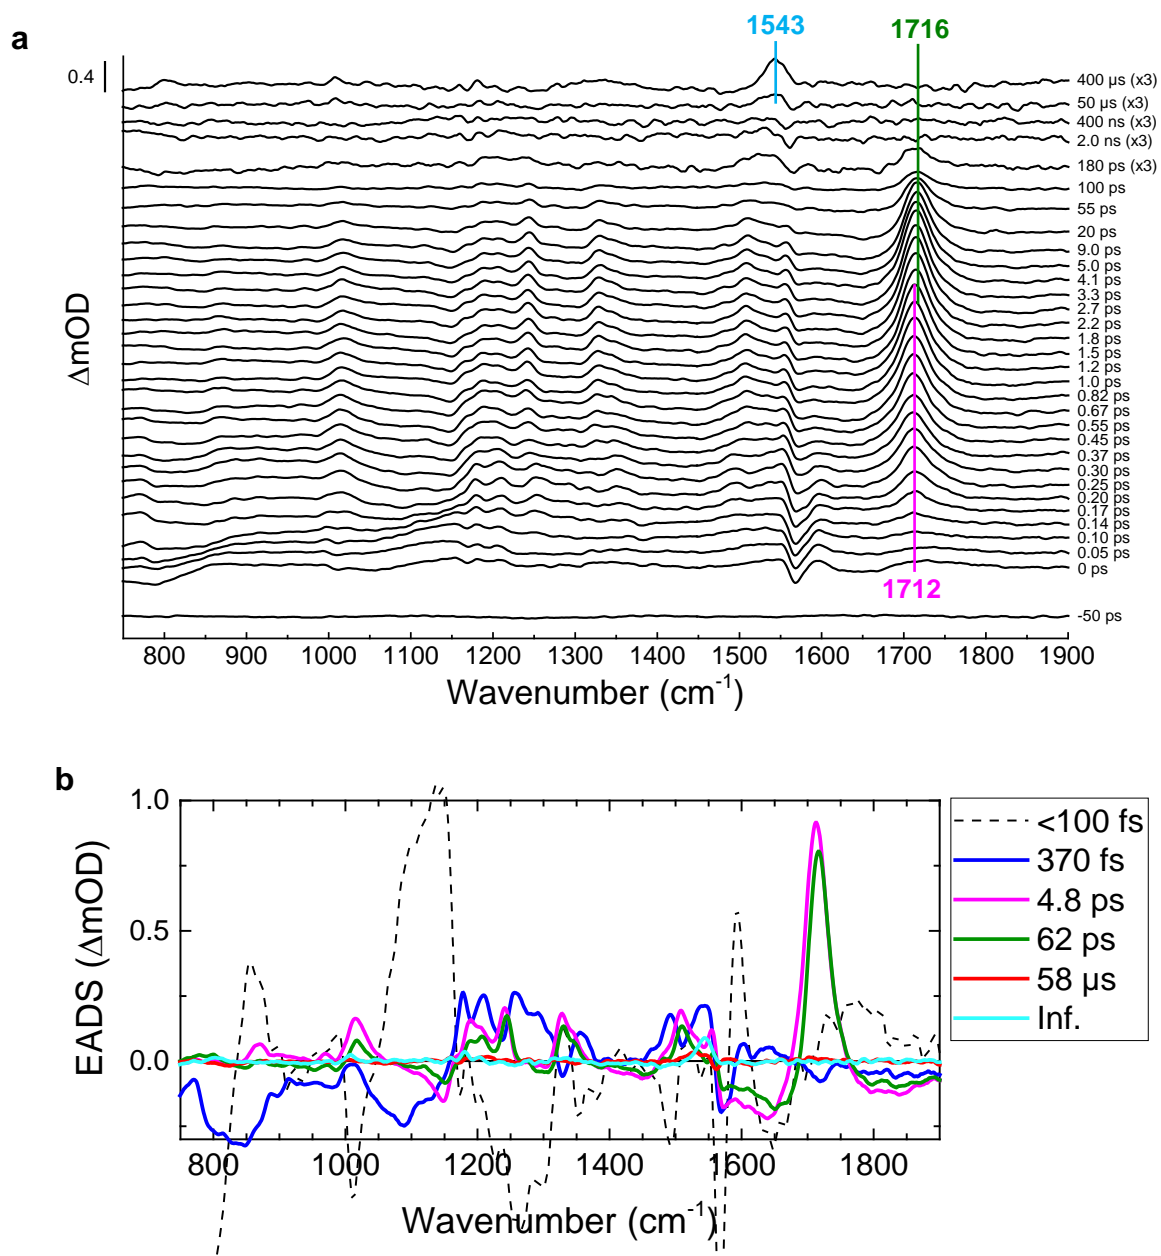 a
1543
1716
0.4
400 µs (x3)
50 µs (x3)
400 ns (x3)
2.0 ns (x3)
180 ps (x3)
100 ps
55 ps
20 ps
9.0 ps
5.0 ps
4.1 ps
3.3 ps
2.7 ps
2.2 ps
1.8 ps
1.5 ps
1.2 ps
1.0 ps
0.82 ps
0.67 ps
0.55 ps
0.45 ps
0.37 ps
0.30 ps
0.25 ps
0.20 ps
0.17 ps
0.14 ps
0.10 ps
0.05 ps
0 ps
-50 ps
ΔmOD
1712
800 900 1000 1100 1200 1300 1400 1500 1600 1700 1800 1900
Wavenumber (cm⁻¹)
b
1.0
0.5
0.0
EADS (ΔmOD)
<100 fs
370 fs
4.8 ps
62 ps
58 µs
Inf.
800 1000 1200 1400 1600 1800
Wavenumber (cm⁻¹)